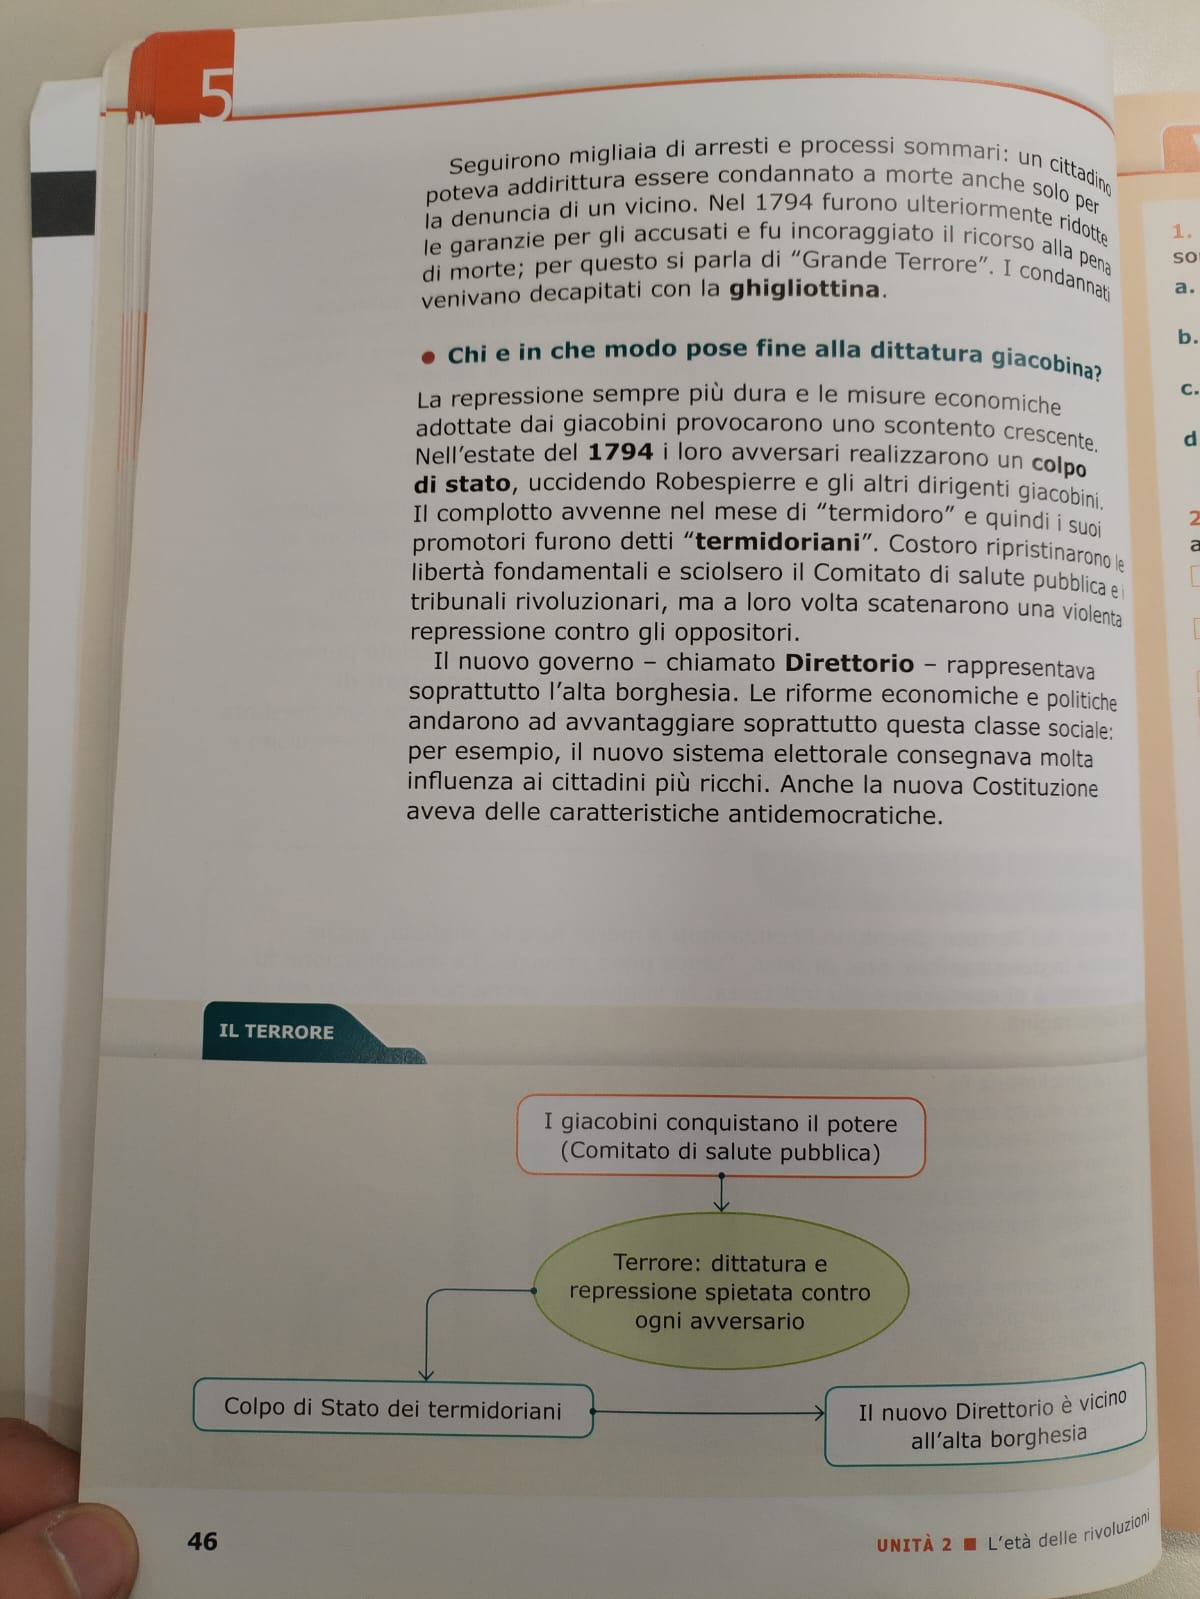 5
Seguirono migliaia di arresti e processi sommari: un cittadino
poteva addirittura essere condannato a morte anche solo per
la denuncia di un vicino. Nel 1794 furono ulteriormente ridotte
le garanzie per gli accusati e fu incoraggiato il ricorso alla pena
di morte; per questo si parla di “Grande Terrore”. I condannati
venivano decapitati con la ghigliottina.
● Chi e in che modo pose fine alla dittatura giacobina?
La repressione sempre più dura e le misure economiche
adottate dai giacobini provocarono uno scontento crescente.
Nell’estate del 1794 i loro avversari realizzarono un colpo
di stato, uccidendo Robespierre e gli altri dirigenti giacobini.
Il complotto avvenne nel mese di “termidoro” e quindi i suoi
promotori furono detti “termidoriani”. Costoro ripristinarono le
libertà fondamentali e sciolsero il Comitato di salute pubblica e i
tribunali rivoluzionari, ma a loro volta scatenarono una violenta
repressione contro gli oppositori.
Il nuovo governo – chiamato Direttorio – rappresentava
soprattutto l’alta borghesia. Le riforme economiche e politiche
andarono ad avvantaggiare soprattutto questa classe sociale:
per esempio, il nuovo sistema elettorale consegnava molta
influenza ai cittadini più ricchi. Anche la nuova Costituzione
aveva delle caratteristiche antidemocratiche.
IL TERRORE
I giacobini conquistano il potere
(Comitato di salute pubblica)
Terrore: dittatura e
repressione spietata contro
ogni avversario
Colpo di Stato dei termidoriani
Il nuovo Direttorio è vicino
all’alta borghesia
46
UNITÀ 2 ■ L’età delle rivoluzioni
1.
a.
b.
c.
d
2
a